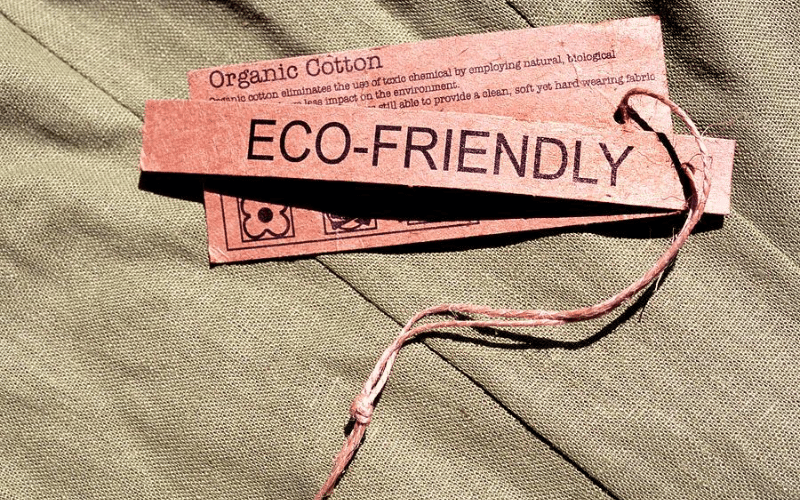 Organic Cotton
organic cotton eliminates the use of toxic chemical by employing natural, biological
less impact on the environment.
still able to provide a clean, soft yet hard wearing fabric
ECO-FRIENDLY